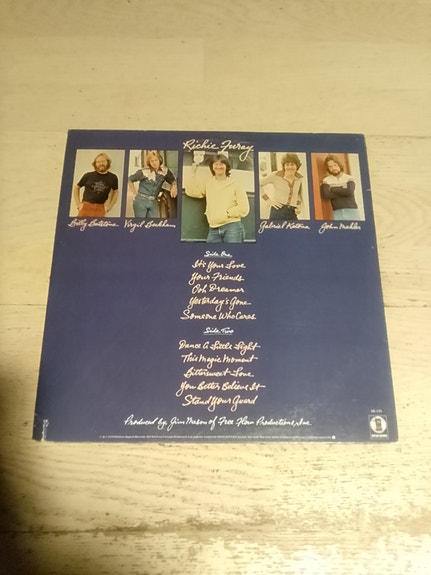 Richie Furay
Billy Batstone
Virgil Beckham
Gabriel Katona
John Mehler
Side One
It's Your Love
Your Friends
Ooh Dreamer
Yesterday's Gone
Someone Who Cares
Side Two
Dance A Little Light
This Magic Moment
Bittersweet Love
You Better Believe It
Stand Your Guard
Produced by Jim Mason of Free Flow Productions, Inc.